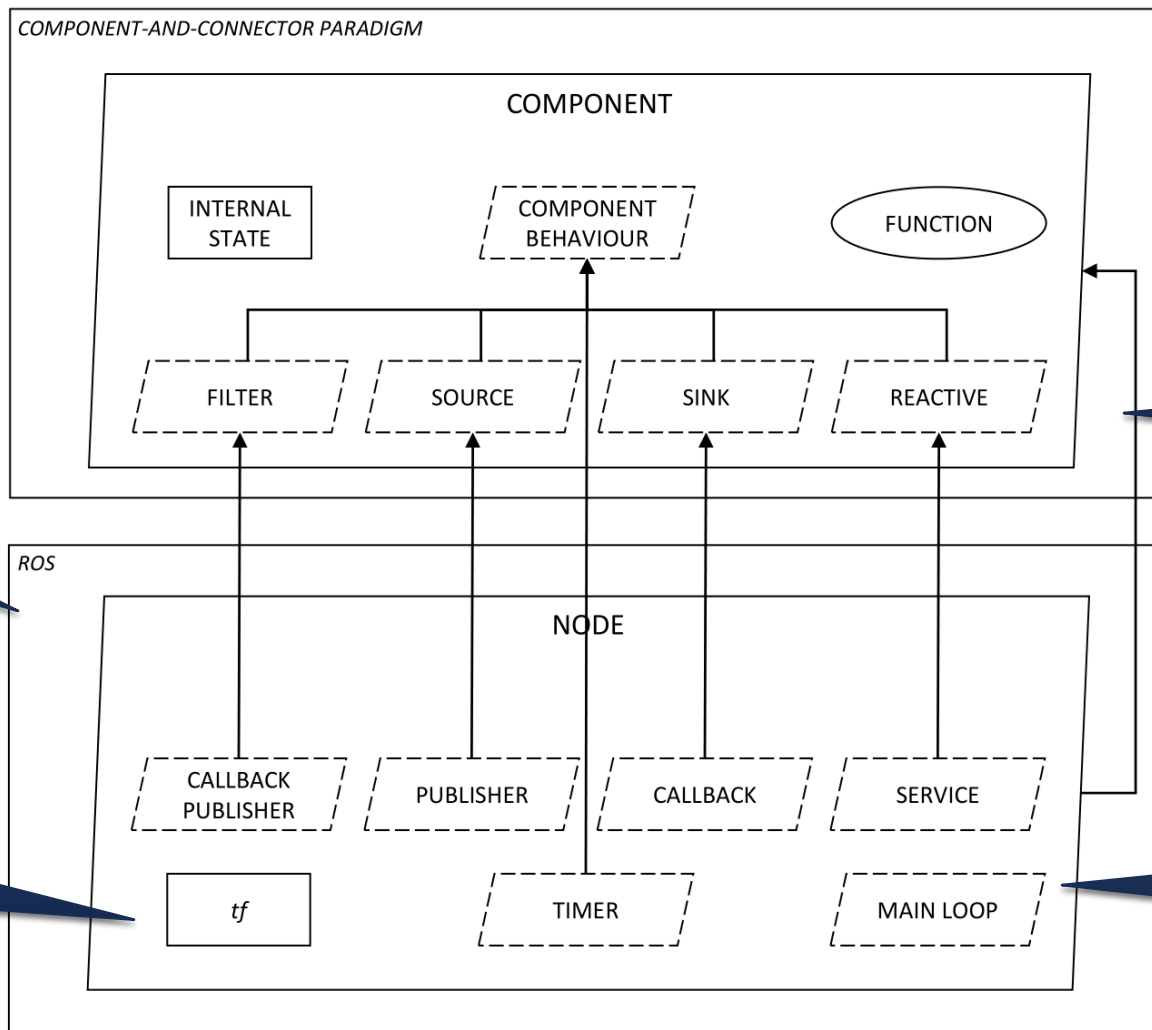 COMPONENT-AND-CONNECTOR PARADIGM
COMPONENT
INTERNAL
STATE
COMPONENT
BEHAVIOUR
FUNCTION
FILTER
SOURCE
SINK
REACTIVE
ROS
NODE
CALLBACK
PUBLISHER
PUBLISHER
CALLBACK
SERVICE
tf
TIMER
MAIN LOOP